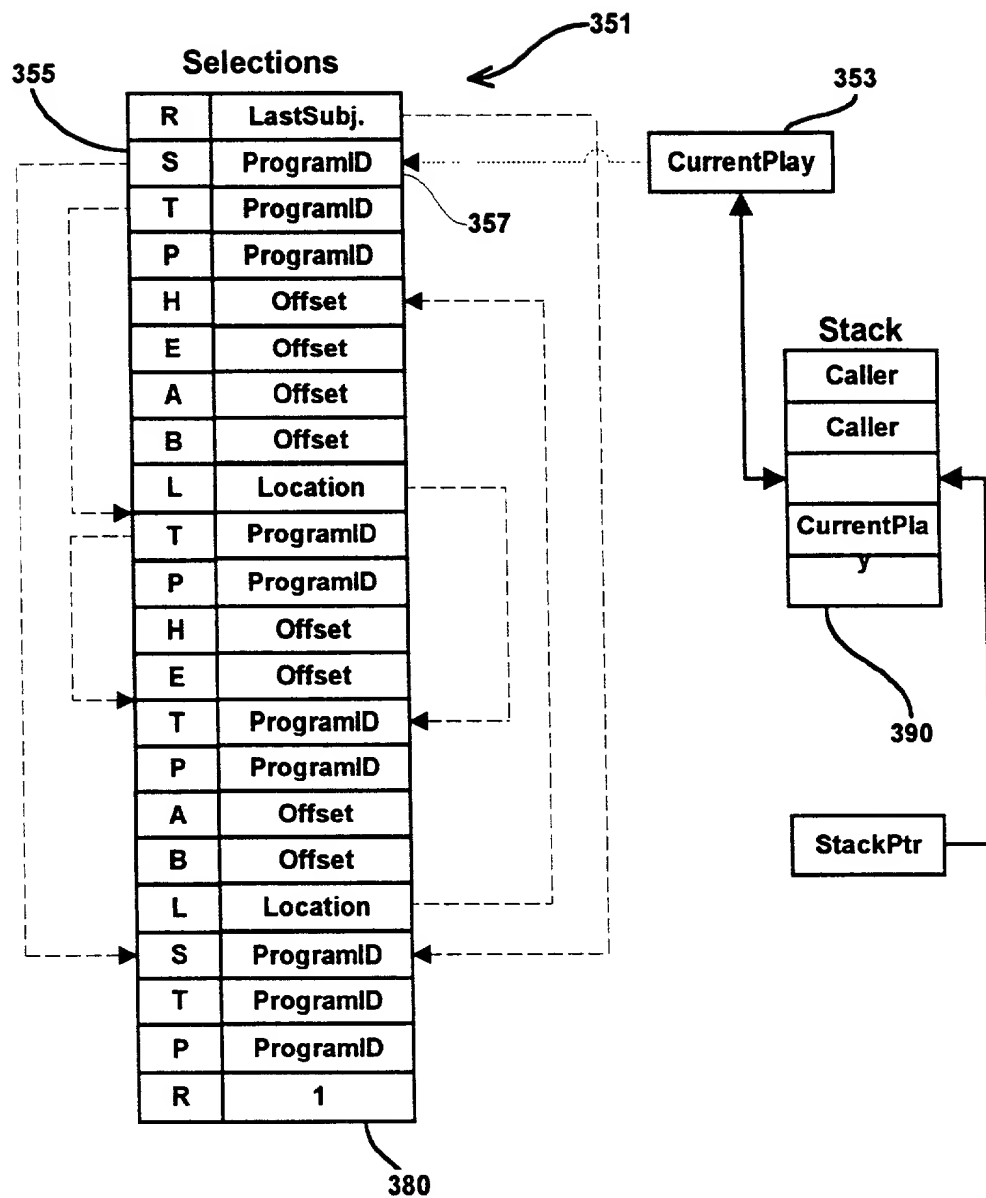 351
Selections
355
353
R LastSubj.
S ProgramID
CurrentPlay
T ProgramID
357
P ProgramID
H Offset
E Offset
A Offset
B Offset
L Location
T ProgramID
P ProgramID
H Offset
E Offset
T ProgramID
P ProgramID
A Offset
B Offset
L Location
S ProgramID
T ProgramID
P ProgramID
R 1
380
Stack
Caller
Caller
CurrentPla
y
390
StackPtr